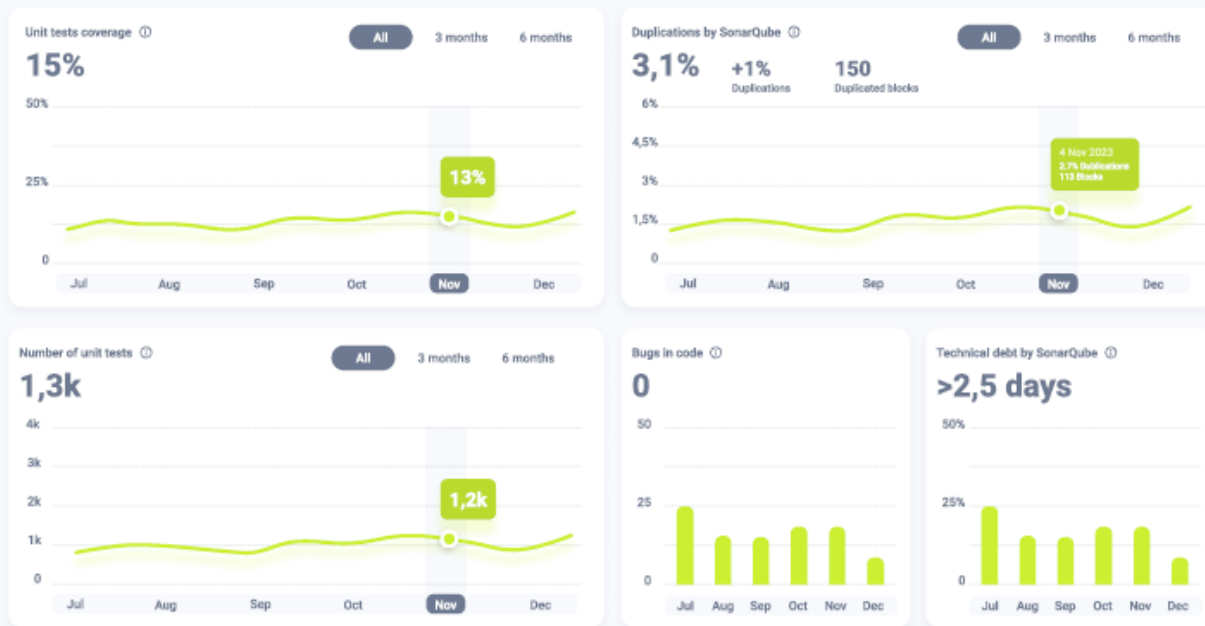 Unit tests coverage
All 3 months 6 months
15%
50%
25%
0
13%
Jul Aug Sep Oct Nov Dec
Duplications by SonarQube
All 3 months 6 months
3,1% +1% 150
Duplications Duplicated blocks
6%
4,5%
3%
1,5%
0
4 Nov 2023
2.7% Dublications
113 Blocks
Jul Aug Sep Oct Nov Dec
Number of unit tests
All 3 months 6 months
1,3k
4k
3k
2k
1k
0
1,2k
Jul Aug Sep Oct Nov Dec
Bugs in code
0
50
25
0
Jul Aug Sep Oct Nov Dec
Technical debt by SonarQube
>2,5 days
50%
25%
0
Jul Aug Sep Oct Nov Dec